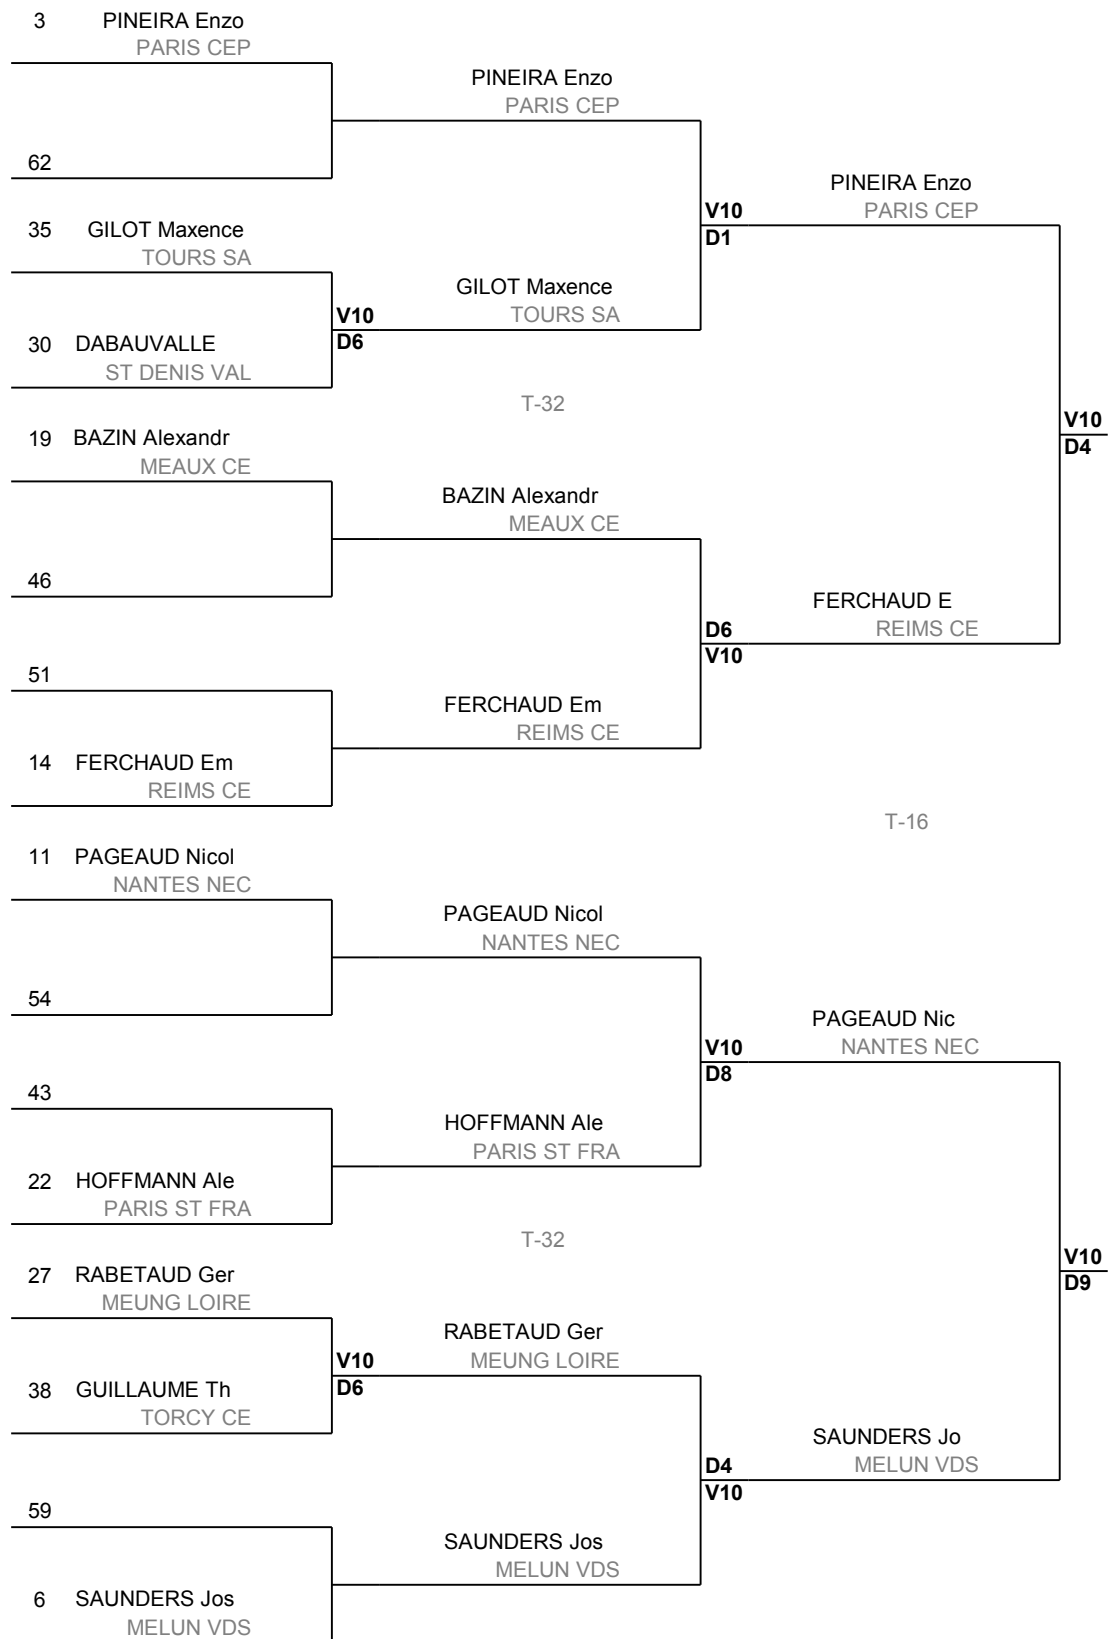 3 PINEIRA Enzo
PARIS CEP
PINEIRA Enzo
PARIS CEP
62
PINEIRA Enzo
PARIS CEP
V10
D1
35 GILOT Maxence
TOURS SA
GILOT Maxence
TOURS SA
V10
D6
30 DABAUVALLE
ST DENIS VAL
T-32
V10
D4
19 BAZIN Alexandr
MEAUX CE
BAZIN Alexandr
MEAUX CE
46
FERCHAUD E
REIMS CE
D6
V10
51
FERCHAUD Em
REIMS CE
14 FERCHAUD Em
REIMS CE
T-16
11 PAGEAUD Nicol
NANTES NEC
PAGEAUD Nicol
NANTES NEC
54
PAGEAUD Nic
NANTES NEC
V10
D8
43
HOFFMANN Ale
PARIS ST FRA
22 HOFFMANN Ale
PARIS ST FRA
T-32
V10
D9
27 RABETAUD Ger
MEUNG LOIRE
RABETAUD Ger
MEUNG LOIRE
V10
D6
38 GUILLAUME Th
TORCY CE
SAUNDERS Jo
MELUN VDS
D4
V10
59
SAUNDERS Jos
MELUN VDS
6 SAUNDERS Jos
MELUN VDS